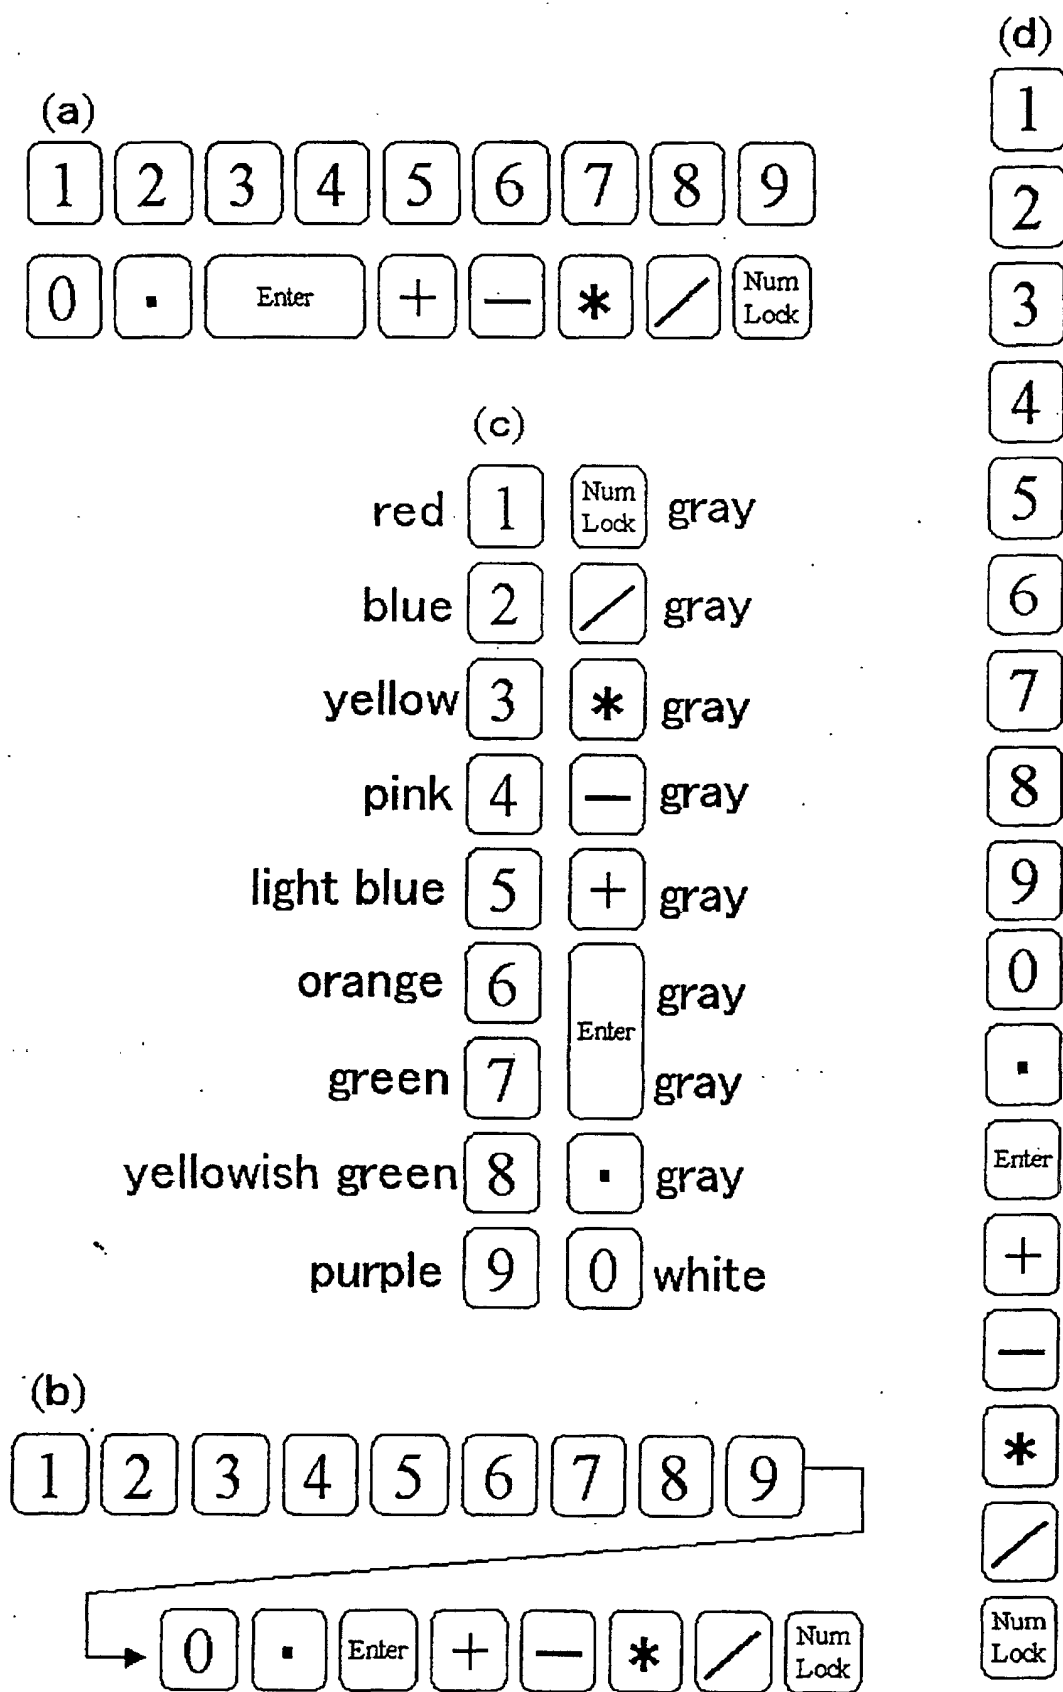 (a)
1 2 3 4 5 6 7 8 9
0 . Enter + — * / Num Lock
(c)
red 1 Num Lock gray
blue 2 / gray
yellow 3 * gray
pink 4 — gray
light blue 5 + gray
orange 6 Enter gray
green 7 gray
yellowish green 8 . gray
purple 9 0 white
(b)
1 2 3 4 5 6 7 8 9
0 . Enter + — * / Num Lock
(d)
1
2
3
4
5
6
7
8
9
0
.
Enter
+
—
*
/
Num
Lock